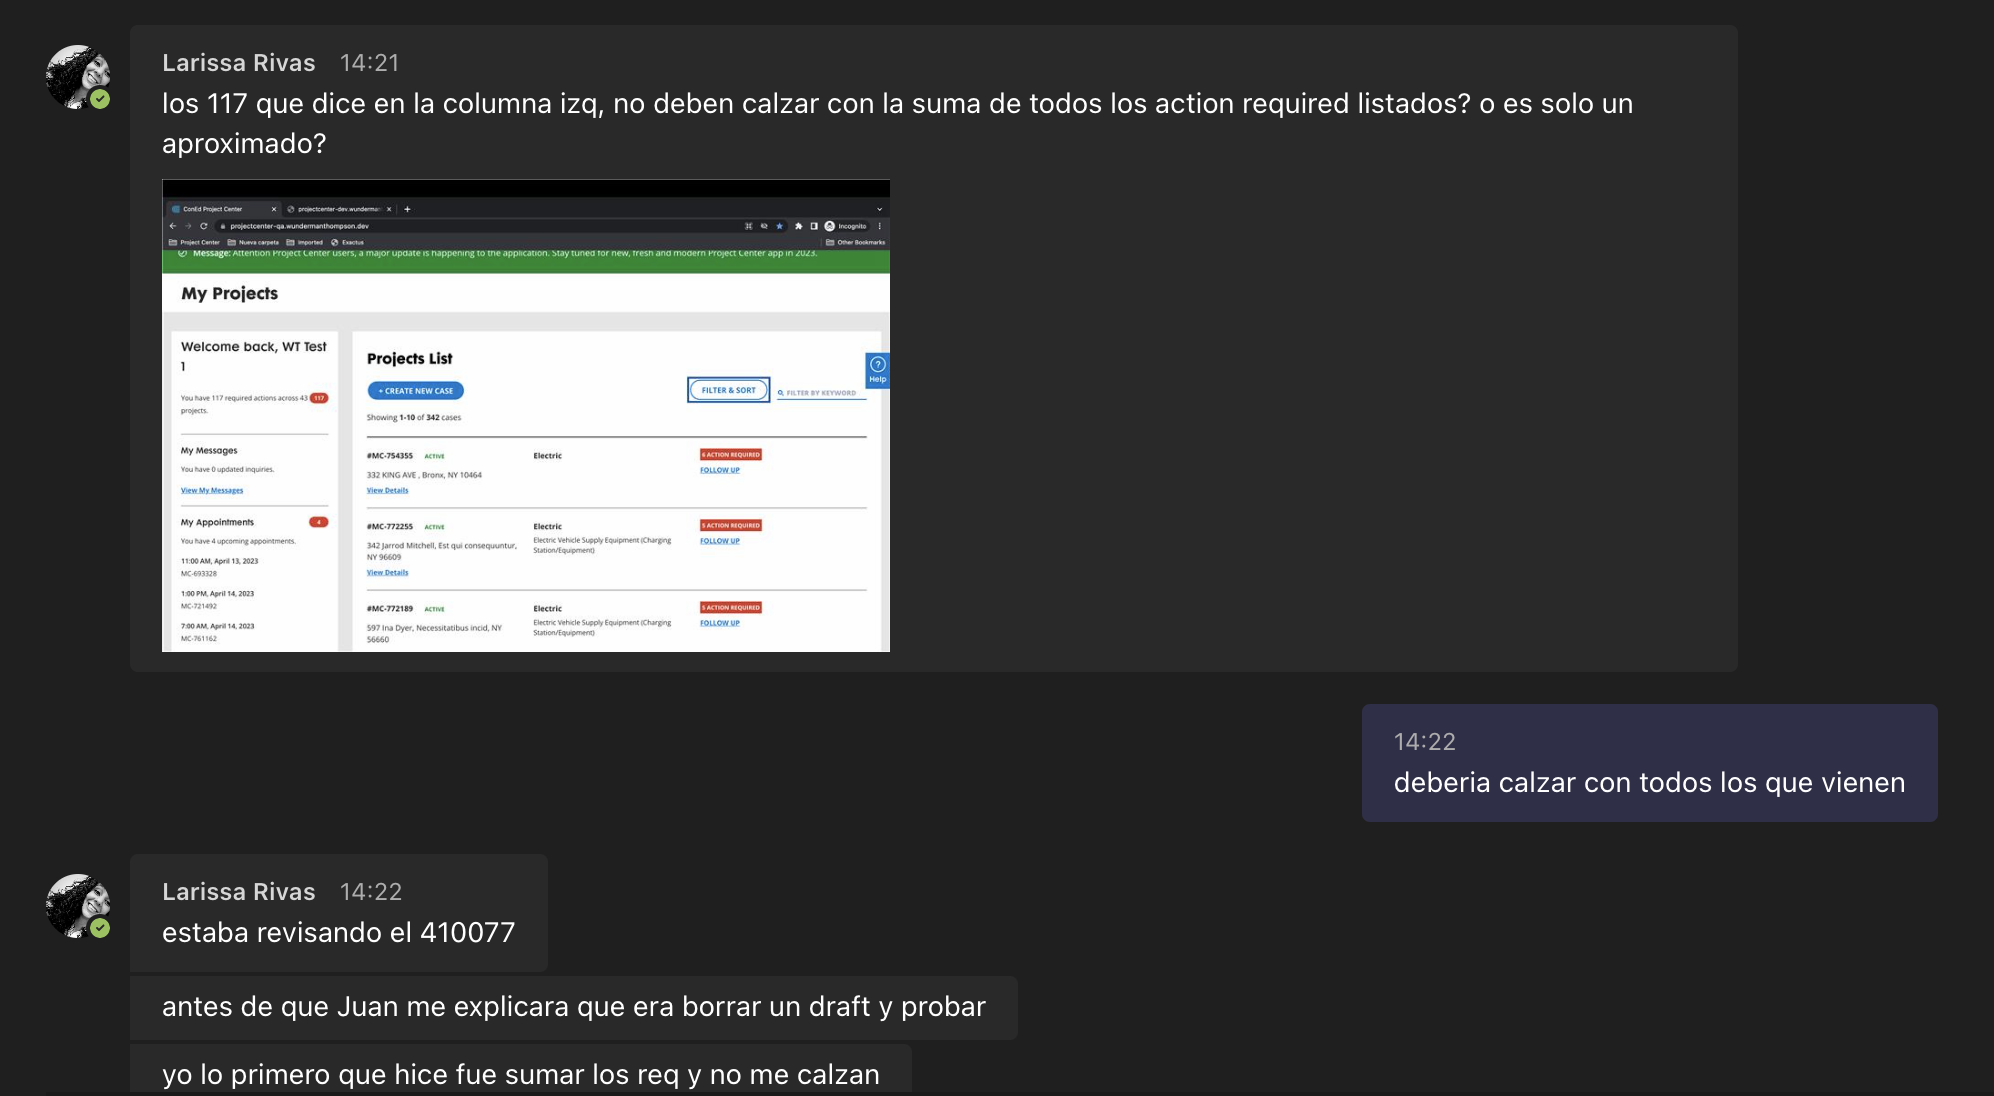 Larissa Rivas 14:21
los 117 que dice en la columna izq, no deben calzar con la suma de todos los action required listados? o es solo un
aproximado?
ConEd Project Center
projectcenter-dev.wunderman
projectcenter-qa.wundermanthompson.dev
Incognito
Project Center Nueva carpeta Imported Exactus Other Bookmarks
Message: Attention Project Center users, a major update is happening to the application. Stay tuned for new, fresh and modern Project Center app in 2023.
My Projects
Welcome back, WT Test
1
You have 117 required actions across 43 117
projects.
My Messages
You have 0 updated inquiries.
View My Messages
My Appointments 4
You have 4 upcoming appointments.
11:00 AM, April 13, 2023
MC-693328
1:00 PM, April 14, 2023
MC-721492
7:00 AM, April 14, 2023
MC-761162
Projects List
+ CREATE NEW CASE
FILTER & SORT
FILTER BY KEYWORD
Help
Showing 1-10 of 342 cases
#MC-754355 ACTIVE
332 KING AVE , Bronx, NY 10464
View Details
Electric
6 ACTION REQUIRED
FOLLOW UP
#MC-772255 ACTIVE
342 Jarrod Mitchell, Est qui consequuntur,
NY 96609
View Details
Electric
Electric Vehicle Supply Equipment (Charging
Station/Equipment)
5 ACTION REQUIRED
FOLLOW UP
#MC-772189 ACTIVE
597 Ina Dyer, Necessitatibus incid, NY
56660
Electric
Electric Vehicle Supply Equipment (Charging
Station/Equipment)
5 ACTION REQUIRED
FOLLOW UP
14:22
deberia calzar con todos los que vienen
Larissa Rivas 14:22
estaba revisando el 410077
antes de que Juan me explicara que era borrar un draft y probar
yo lo primero que hice fue sumar los req y no me calzan